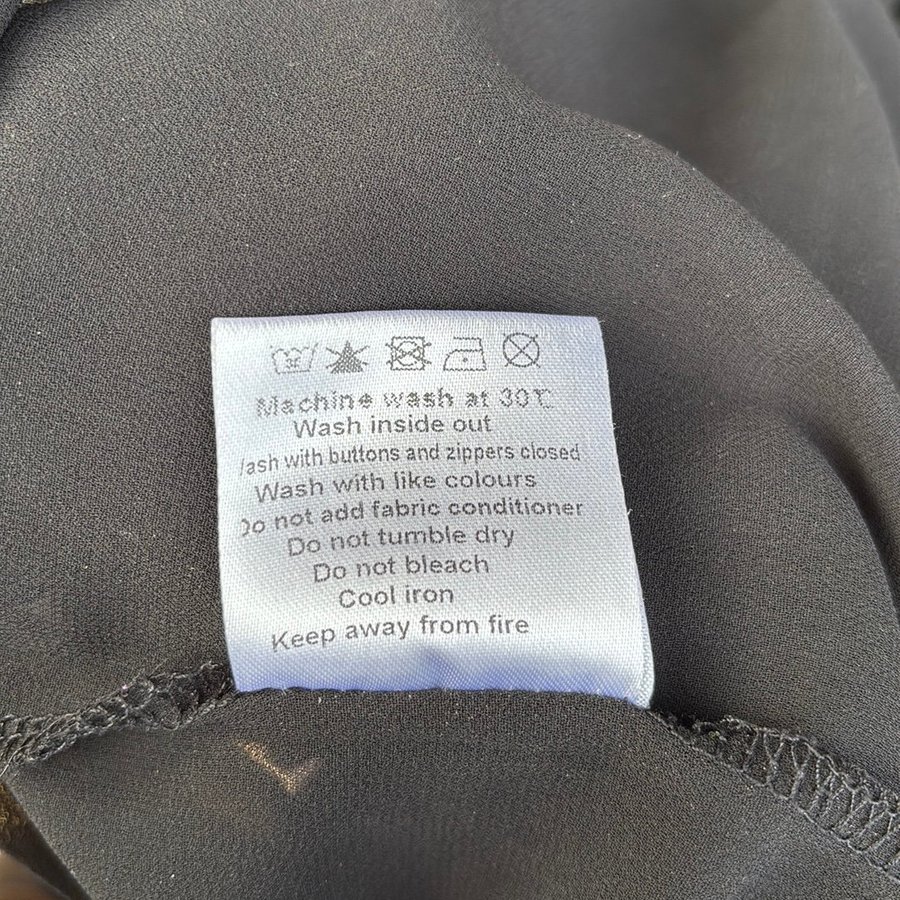 Machine wash at 30℃
Wash inside out
ash with buttons and zippers closed
Wash with like colours
Do not add fabric conditioner
Do not tumble dry
Do not bleach
Cool iron
Keep away from fire